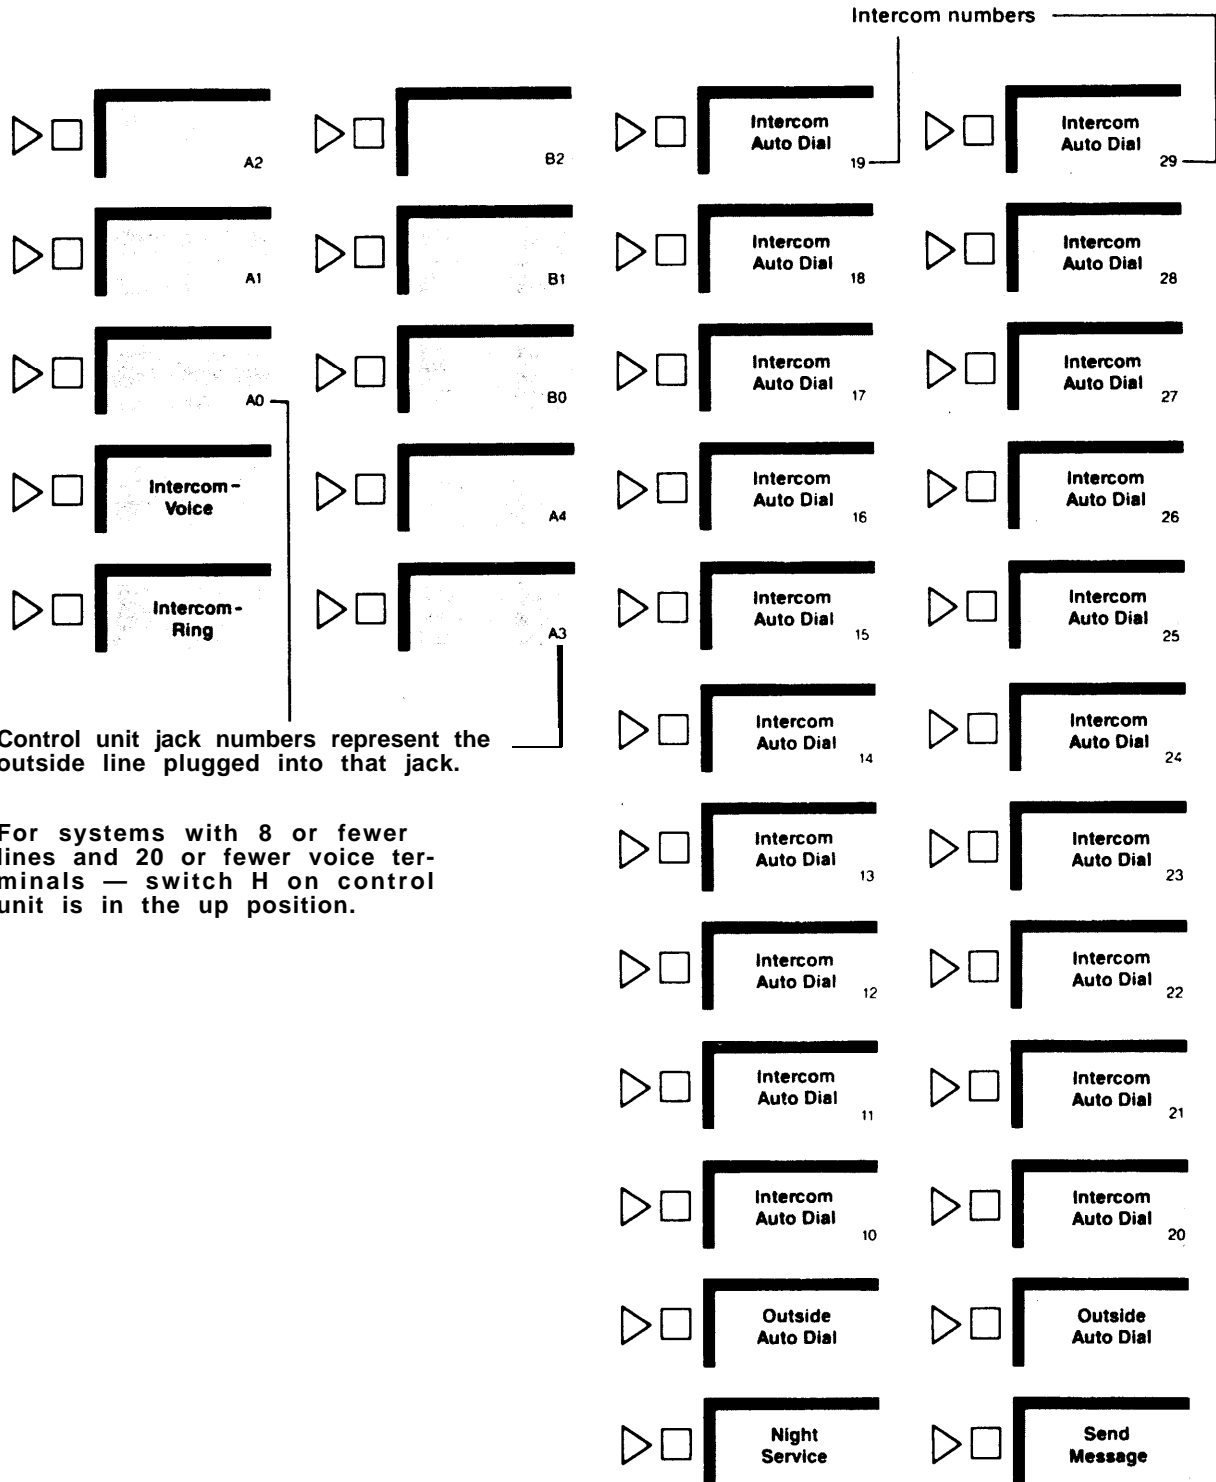 Intercom numbers
A2
B2
Intercom
Auto Dial
19
Intercom
Auto Dial
29
A1
B1
Intercom
Auto Dial
18
Intercom
Auto Dial
28
A0
B0
Intercom
Auto Dial
17
Intercom
Auto Dial
27
Intercom-
Voice
A4
Intercom
Auto Dial
16
Intercom
Auto Dial
26
Intercom-
Ring
A3
Intercom
Auto Dial
15
Intercom
Auto Dial
25
Control unit jack numbers represent the
outside line plugged into that jack.
Intercom
Auto Dial
14
Intercom
Auto Dial
24
For systems with 8 or fewer
lines and 20 or fewer voice ter-
minals — switch H on control
unit is in the up position.
Intercom
Auto Dial
13
Intercom
Auto Dial
23
Intercom
Auto Dial
12
Intercom
Auto Dial
22
Intercom
Auto Dial
11
Intercom
Auto Dial
21
Intercom
Auto Dial
10
Intercom
Auto Dial
20
Outside
Auto Dial
Outside
Auto Dial
Night
Service
Send
Message